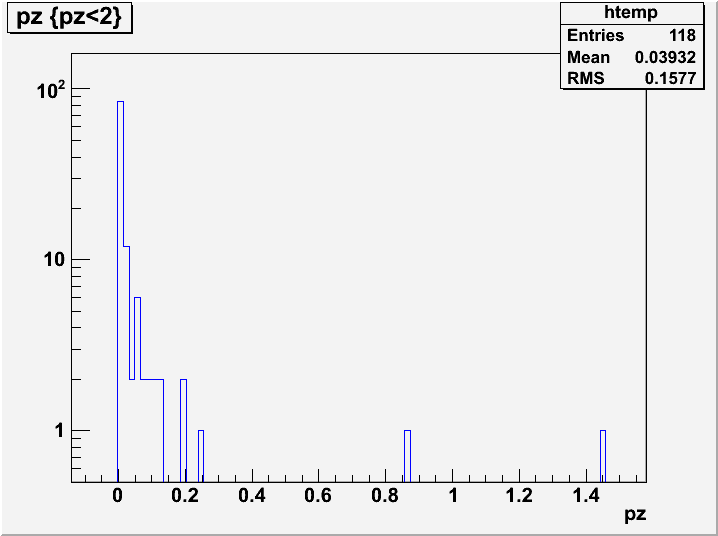 pz {pz<2}
htemp
Entries 118
Mean 0.03932
RMS 0.1577
10²
10
1
0 0.2 0.4 0.6 0.8 1 1.2 1.4
pz